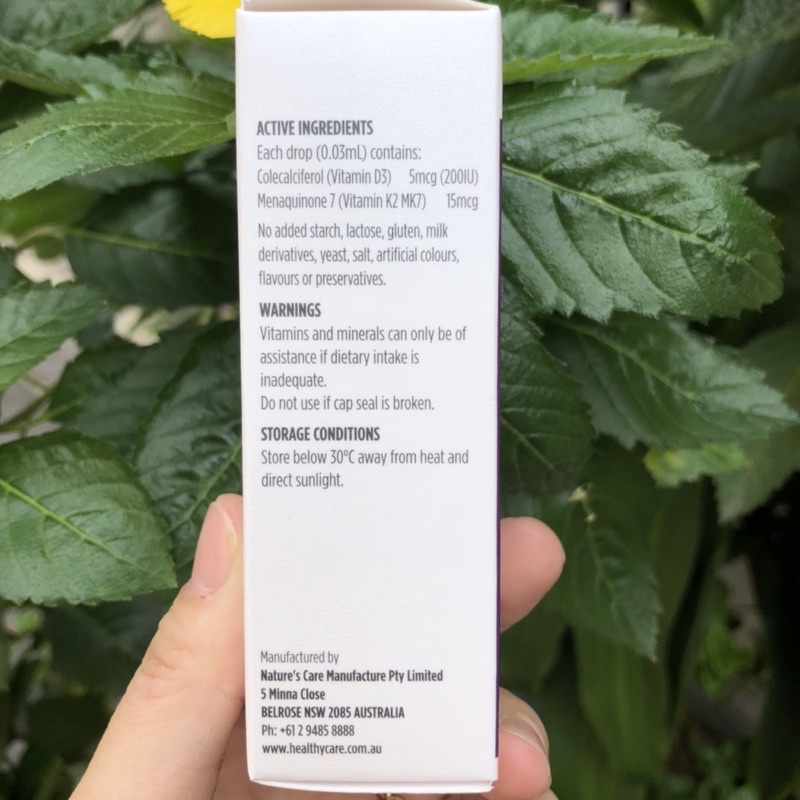 ACTIVE INGREDIENTS
Each drop (0.03mL) contains:
Colecalciferol (Vitamin D3) 5mcg (200IU)
Menaquinone 7 (Vitamin K2 MK7) 15mcg
No added starch, lactose, gluten, milk
derivatives, yeast, salt, artificial colours,
flavours or preservatives.
WARNINGS
Vitamins and minerals can only be of
assistance if dietary intake is
inadequate.
Do not use if cap seal is broken.
STORAGE CONDITIONS
Store below 30°C away from heat and
direct sunlight.
Manufactured by
Nature's Care Manufacture Pty Limited
5 Minna Close
BELROSE NSW 2085 AUSTRALIA
Ph: +61 2 9485 8888
www.healthycare.com.au